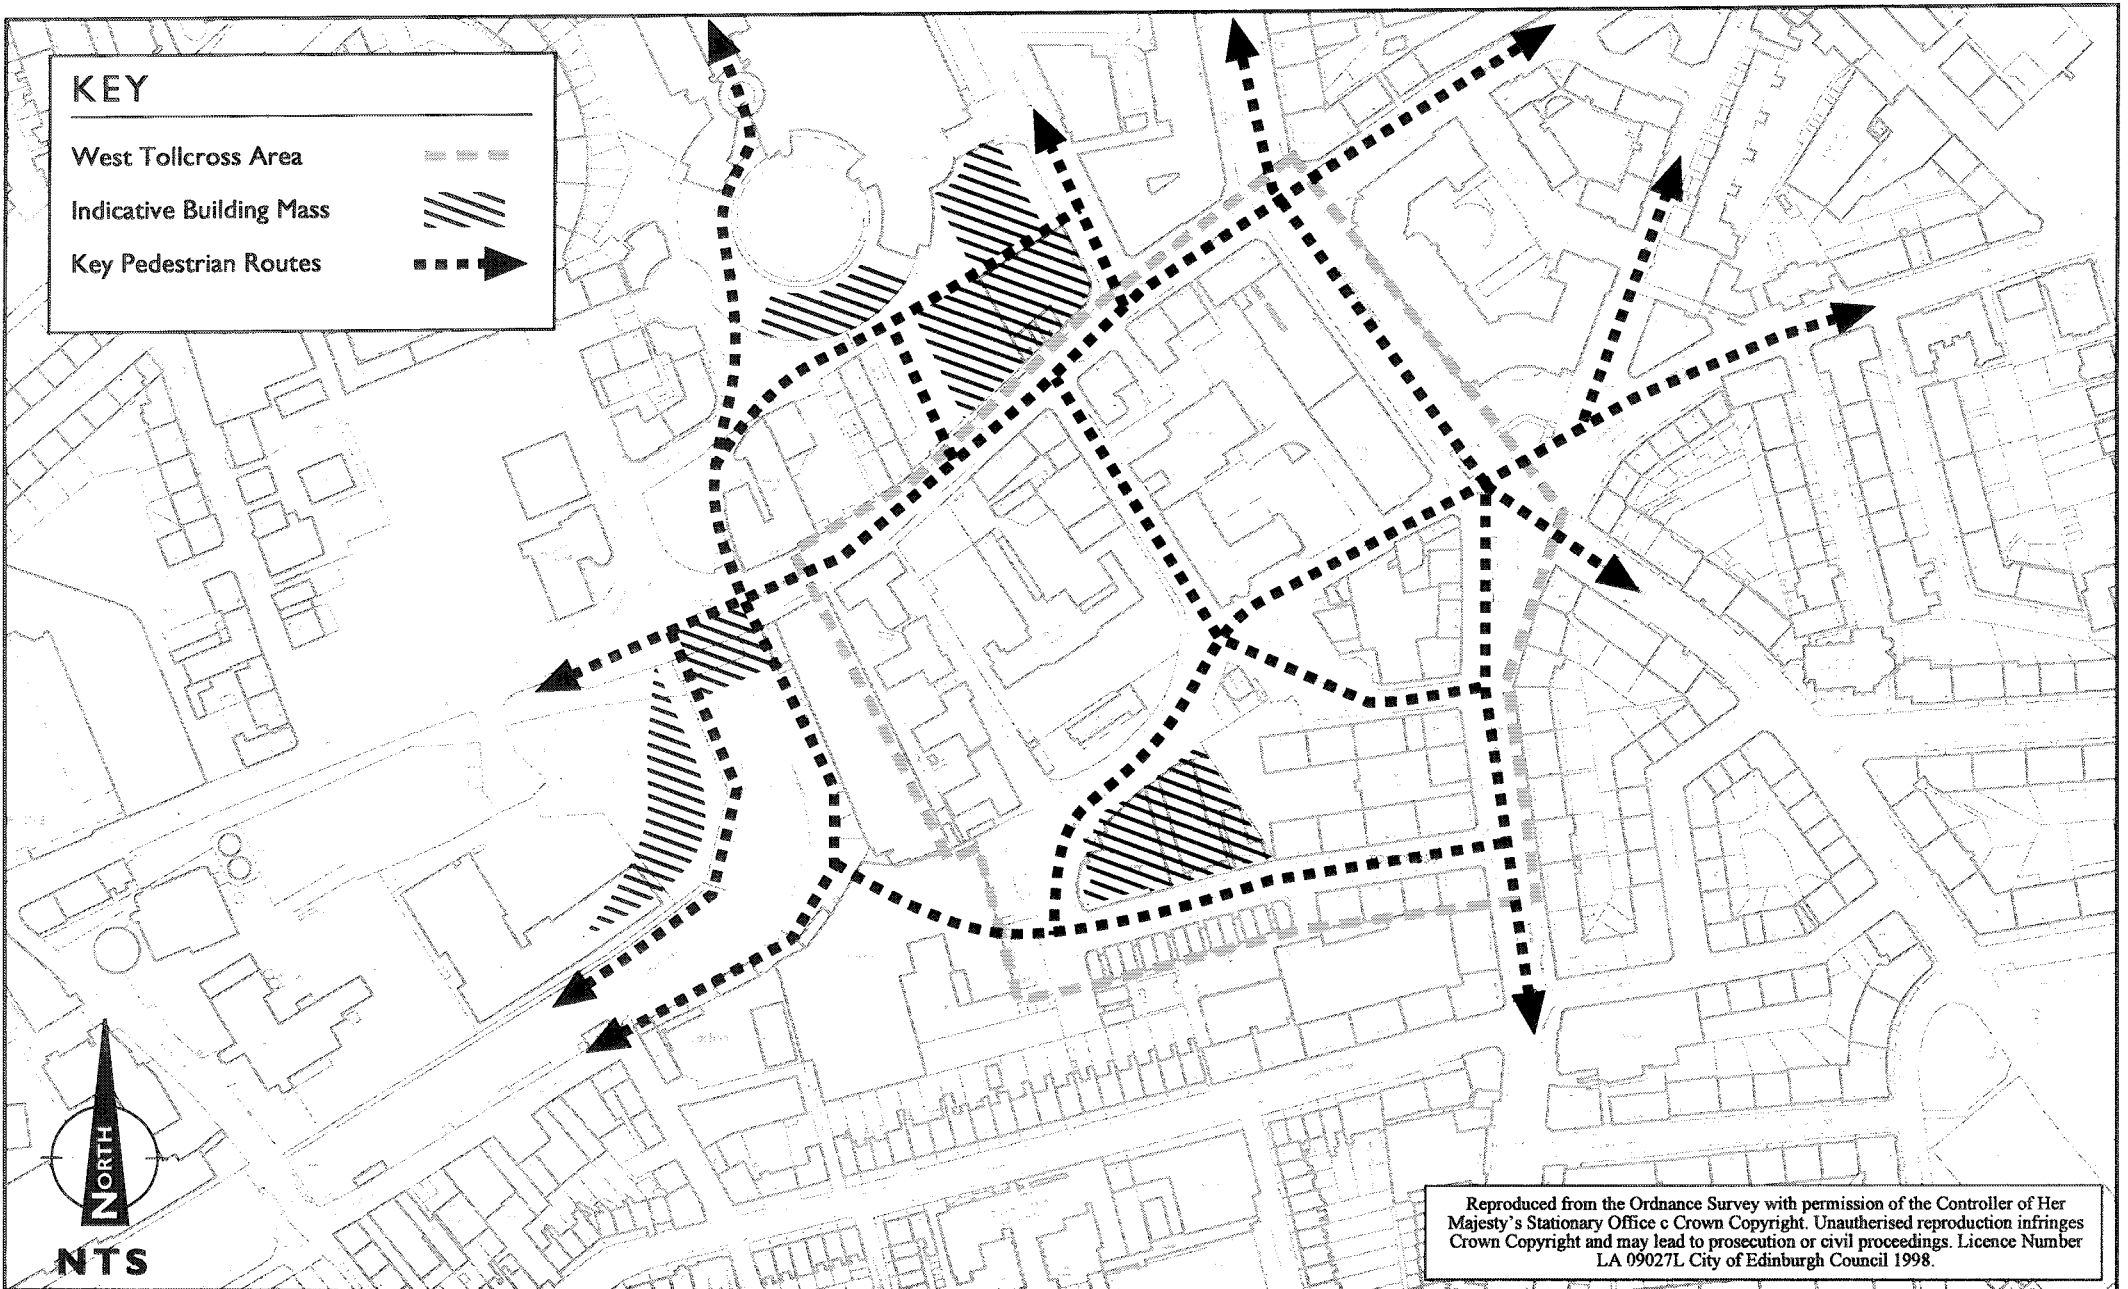 KEY
West Tollcross Area
Indicative Building Mass
Key Pedestrian Routes
NORTH
NTS
Reproduced from the Ordnance Survey with permission of the Controller of Her
Majesty's Stationary Office c Crown Copyright. Unautherised reproduction infringes
Crown Copyright and may lead to prosecution or civil proceedings. Licence Number
LA 09027L City of Edinburgh Council 1998.